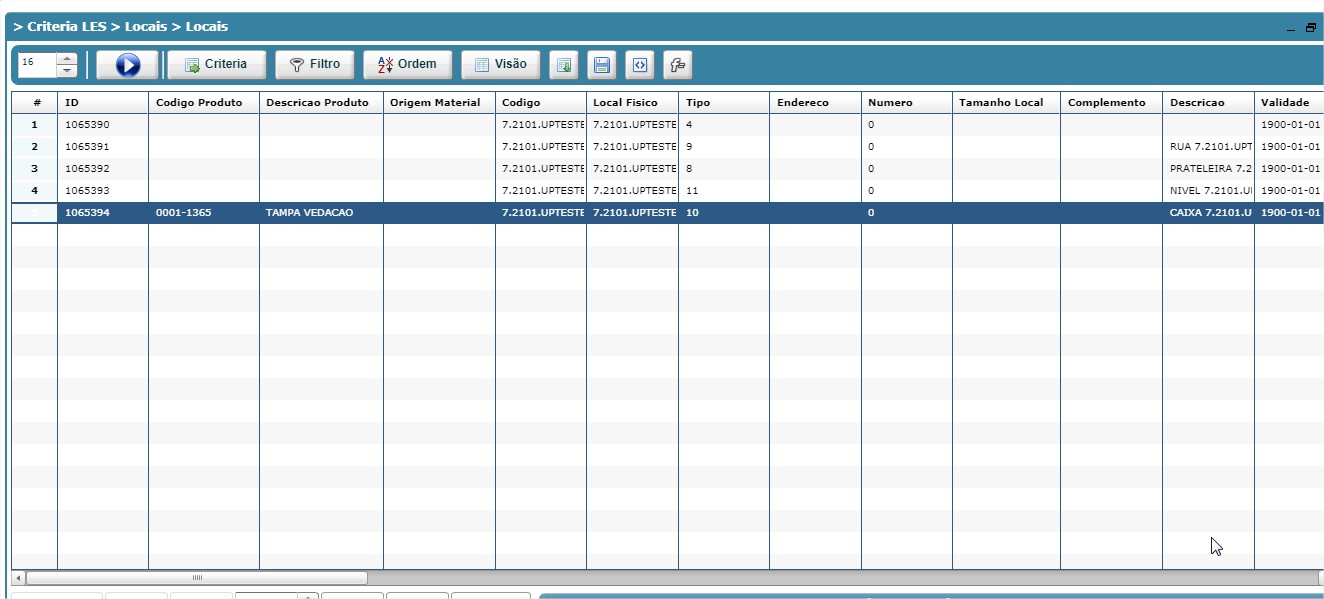 > Criteria LES > Locais > Locais
16 Criteria Filtro Ordem Visão
# ID Codigo Produto Descricao Produto Origem Material Codigo Local Fisico Tipo Endereco Numero Tamanho Local Complemento Descricao Validade
1 1065390 7.2101.UPTESTE 7.2101.UPTESTE 4 0 1900-01-01
2 1065391 7.2101.UPTESTE 7.2101.UPTESTE 9 0 RUA 7.2101.UPT 1900-01-01
3 1065392 7.2101.UPTESTE 7.2101.UPTESTE 8 0 PRATELEIRA 7.2 1900-01-01
4 1065393 7.2101.UPTESTE 7.2101.UPTESTE 11 0 NIVEL 7.2101.U 1900-01-01
5 1065394 0001-1365 TAMPA VEDACAO 7.2101.UPTESTE 7.2101.UPTESTE 10 0 CAIXA 7.2101.U 1900-01-01